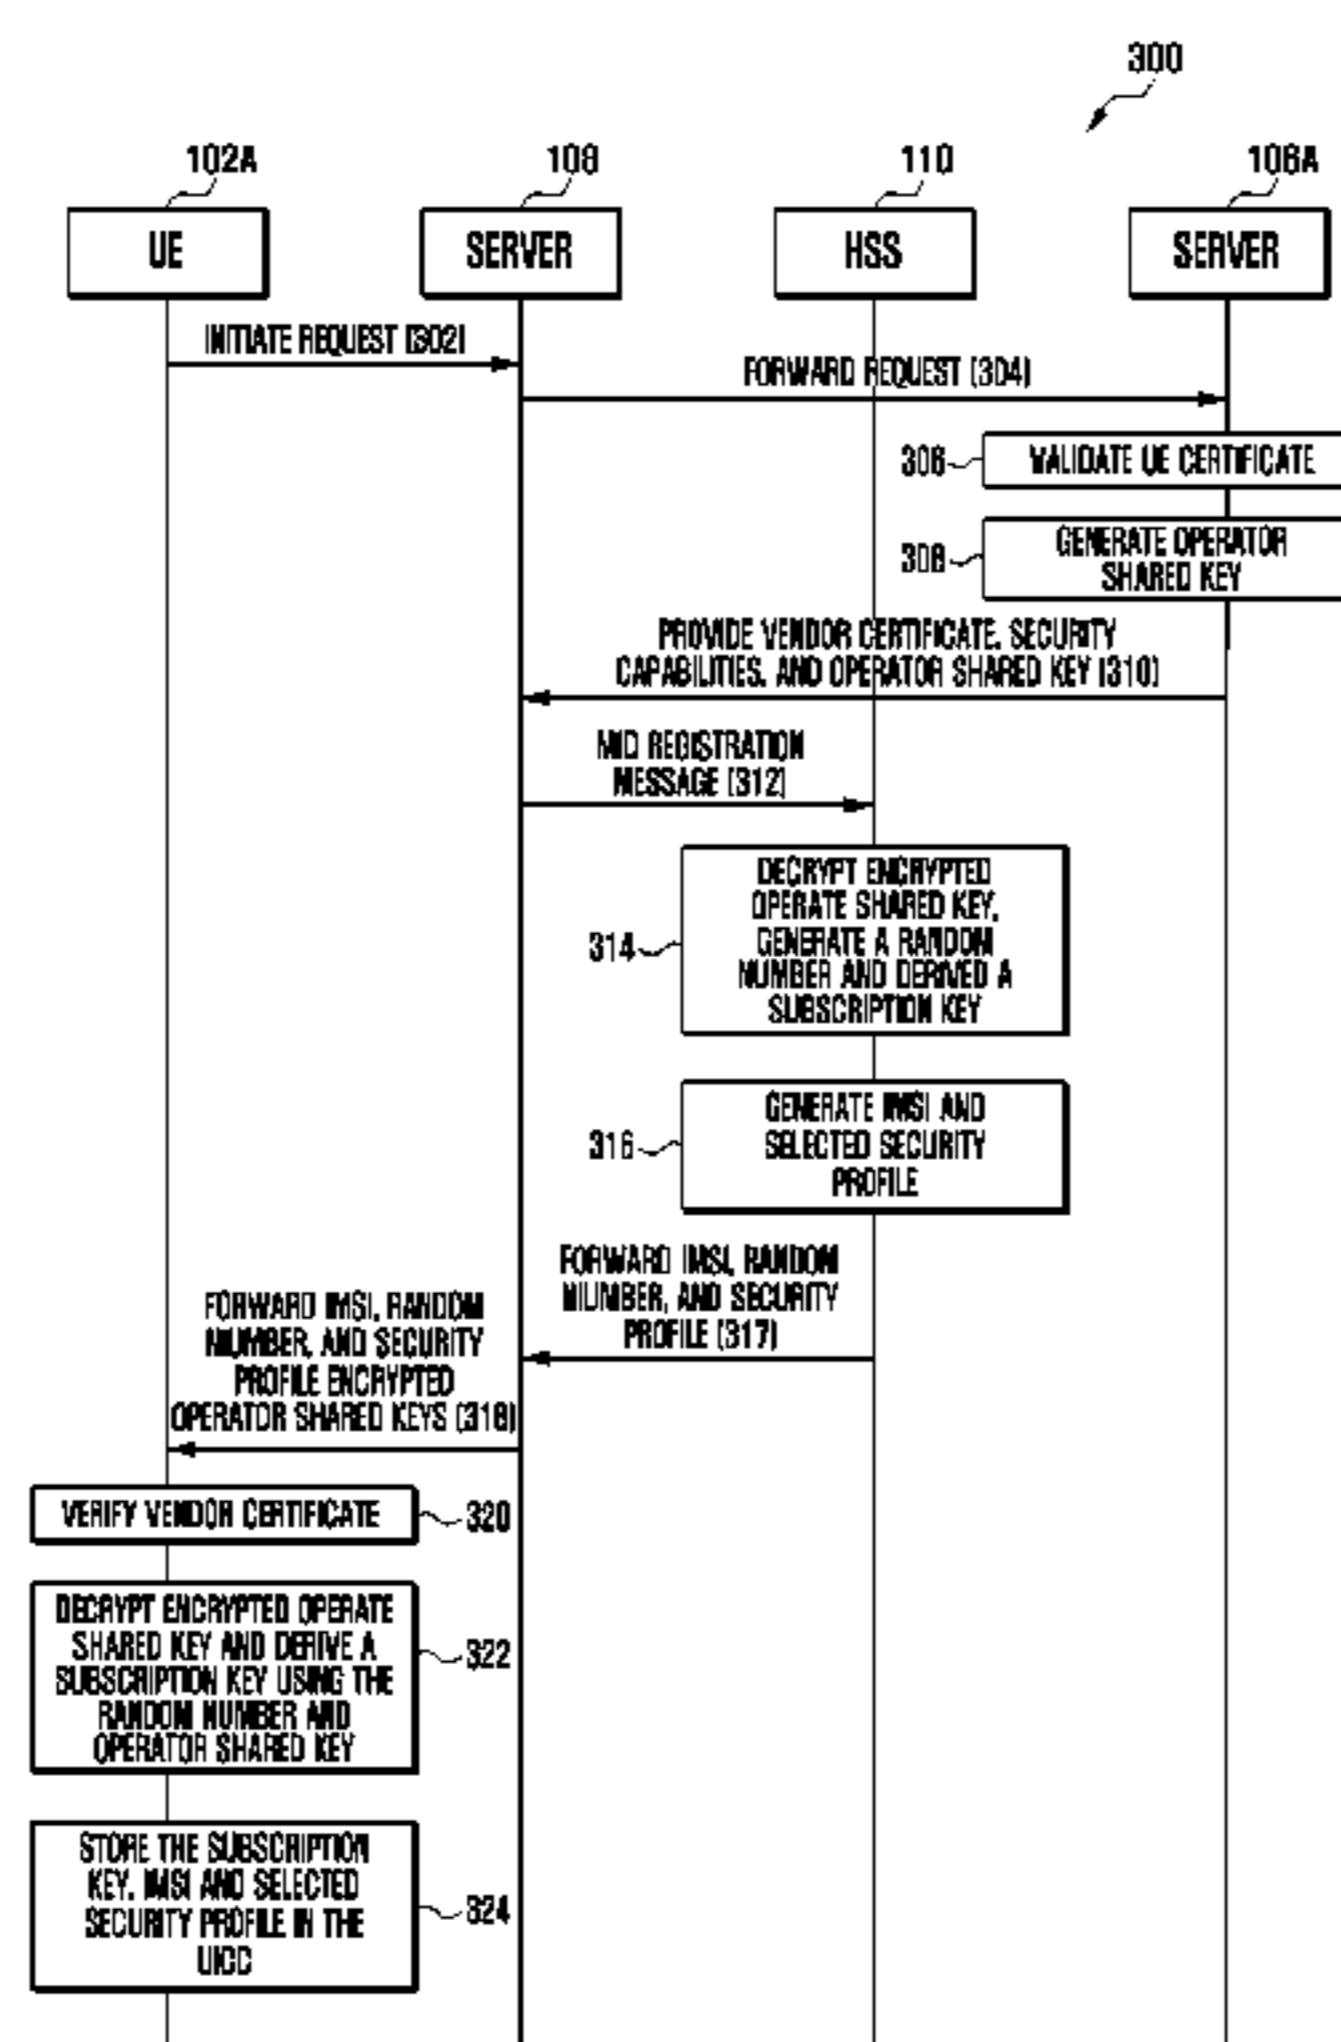 300
102A
108
110
106A
UE
SERVER
HSS
SERVER
INITIATE REQUEST (302)
FORWARD REQUEST (304)
306
VALIDATE UE CERTIFICATE
308
GENERATE OPERATOR
SHARED KEY
PROVIDE VENDOR CERTIFICATE, SECURITY
CAPABILITIES, AND OPERATOR SHARED KEY (310)
MID REGISTRATION
MESSAGE (312)
314
DECRYPT ENCRYPTED
OPERATE SHARED KEY,
GENERATE A RANDOM
NUMBER AND DERIVED A
SUBSCRIPTION KEY
316
GENERATE IMSI AND
SELECTED SECURITY
PROFILE
FORWARD IMSI, RANDOM
NUMBER, AND SECURITY
PROFILE (317)
FORWARD IMSI, RANDOM
NUMBER, AND SECURITY
PROFILE ENCRYPTED
OPERATOR SHARED KEYS (318)
VERIFY VENDOR CERTIFICATE
320
DECRYPT ENCRYPTED OPERATE
SHARED KEY AND DERIVE A
SUBSCRIPTION KEY USING THE
RANDOM NUMBER AND
OPERATOR SHARED KEY
322
STORE THE SUBSCRIPTION
KEY, IMSI AND SELECTED
SECURITY PROFILE IN THE
UICC
324